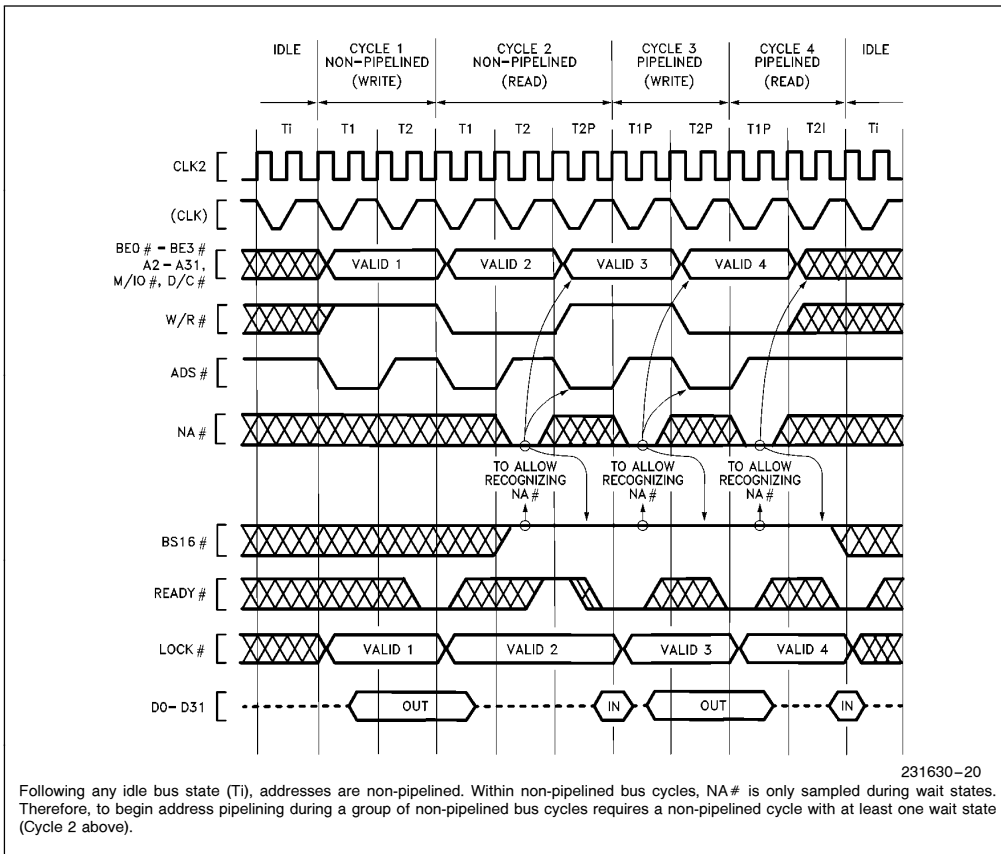 IDLE CYCLE 1 CYCLE 2 CYCLE 3 CYCLE 4 IDLE
NON-PIPELINED NON-PIPELINED PIPELINED PIPELINED
(WRITE) (READ) (WRITE) (READ)
Ti T1 T2 T1 T2 T2P T1P T2P T1P T2I Ti
CLK2
(CLK)
BE0 # - BE3 #
A2 - A31,
M/IO #, D/C #
VALID 1 VALID 2 VALID 3 VALID 4
W/R #
ADS #
NA #
TO ALLOW TO ALLOW TO ALLOW
RECOGNIZING RECOGNIZING RECOGNIZING
NA # NA # NA #
BS16 #
READY #
LOCK # VALID 1 VALID 2 VALID 3 VALID 4
D0- D31 OUT IN OUT IN
231630–20
Following any idle bus state (Ti), addresses are non-pipelined. Within non-pipelined bus cycles, NA# is only sampled during wait states.
Therefore, to begin address pipelining during a group of non-pipelined bus cycles requires a non-pipelined cycle with at least one wait state
(Cycle 2 above).